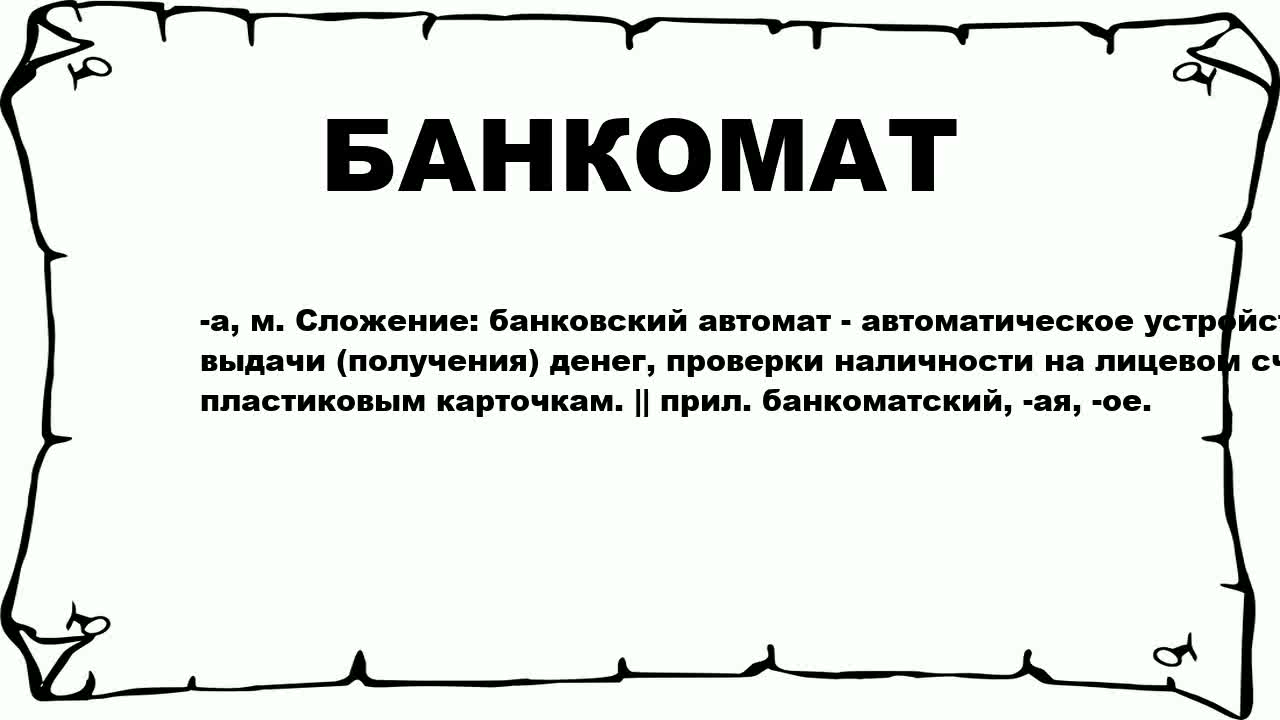 БАНКОМАТ
-а, м. Сложение: банковский автомат - автоматическое
выдачи (получения) денег, проверки наличности на лицевом
пластиковым карточкам. || прил. банкоматский, -ая, -ое.